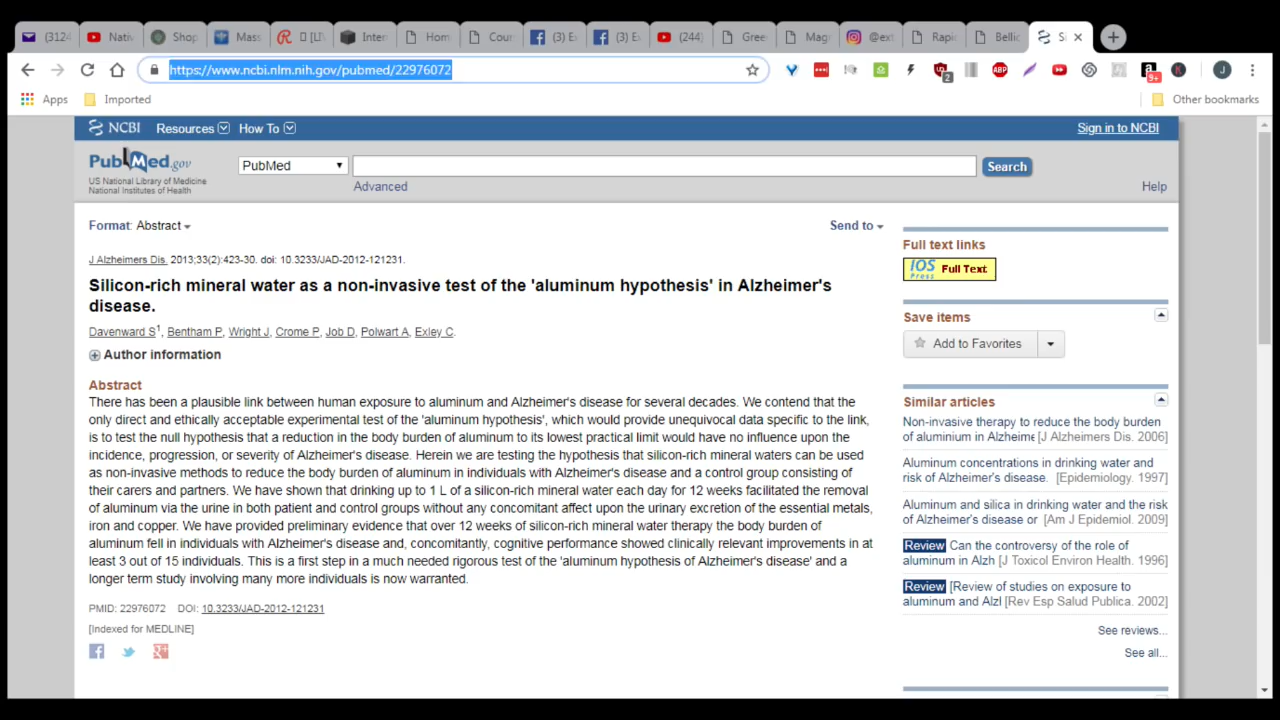 (3124
Nativ
Shop
Mass
[LI
Inter
Hom
Cour
(3) E
(3) E
(244)
Gree
Magr
@ext
Rapid
Bellic
Si
https://www.ncbi.nlm.nih.gov/pubmed/22976072
2
ABP
9+
J
Apps
Imported
Other bookmarks
NCBI Resources How To
Sign in to NCBI
PubMed.gov
US National Library of Medicine
National Institutes of Health
PubMed
Search
Advanced
Help
Format: Abstract
Send to
J Alzheimers Dis. 2013;33(2):423-30. doi: 10.3233/JAD-2012-121231.
Silicon-rich mineral water as a non-invasive test of the 'aluminum hypothesis' in Alzheimer's
disease.
Davenward S1, Bentham P, Wright J, Crome P, Job D, Polwart A, Exley C.
Author information
Abstract
There has been a plausible link between human exposure to aluminum and Alzheimer's disease for several decades. We contend that the
only direct and ethically acceptable experimental test of the 'aluminum hypothesis', which would provide unequivocal data specific to the link,
is to test the null hypothesis that a reduction in the body burden of aluminum to its lowest practical limit would have no influence upon the
incidence, progression, or severity of Alzheimer's disease. Herein we are testing the hypothesis that silicon-rich mineral waters can be used
as non-invasive methods to reduce the body burden of aluminum in individuals with Alzheimer's disease and a control group consisting of
their carers and partners. We have shown that drinking up to 1 L of a silicon-rich mineral water each day for 12 weeks facilitated the removal
of aluminum via the urine in both patient and control groups without any concomitant affect upon the urinary excretion of the essential metals,
iron and copper. We have provided preliminary evidence that over 12 weeks of silicon-rich mineral water therapy the body burden of
aluminum fell in individuals with Alzheimer's disease and, concomitantly, cognitive performance showed clinically relevant improvements in at
least 3 out of 15 individuals. This is a first step in a much needed rigorous test of the 'aluminum hypothesis of Alzheimer's disease' and a
longer term study involving many more individuals is now warranted.
PMID: 22976072 DOI: 10.3233/JAD-2012-121231
[Indexed for MEDLINE]
Full text links
IOS Press Full Text
Save items
Add to Favorites
Similar articles
Non-invasive therapy to reduce the body burden
of aluminium in Alzheime [J Alzheimers Dis. 2006]
Aluminum concentrations in drinking water and
risk of Alzheimer's disease. [Epidemiology. 1997]
Aluminum and silica in drinking water and the risk
of Alzheimer's disease or [Am J Epidemiol. 2009]
Review Can the controversy of the role of
aluminum in Alzh [J Toxicol Environ Health. 1996]
Review [Review of studies on exposure to
aluminum and Alzl [Rev Esp Salud Publica. 2002]
See reviews...
See all...